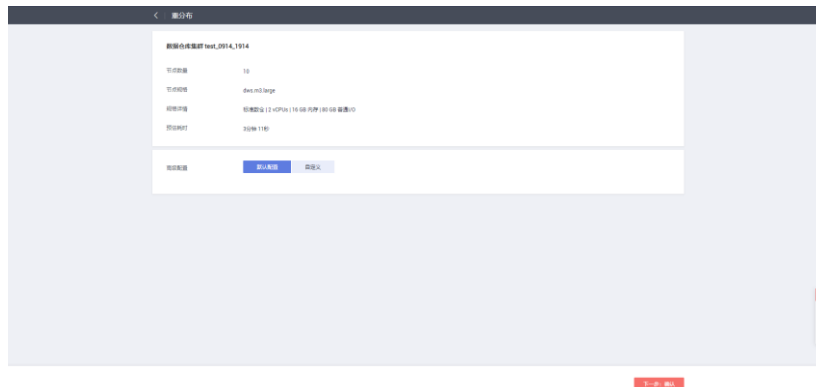 重分布
数据仓库集群 test_0914_1914
节点数量 10
节点规格 dws.m3.large
规格详情 标准数仓 | 2 vCPUs | 16 GB 内存 | 80 GB 普通I/O
预估耗时 3分钟 11秒
高级配置 默认配置 自定义
下一步: 确认